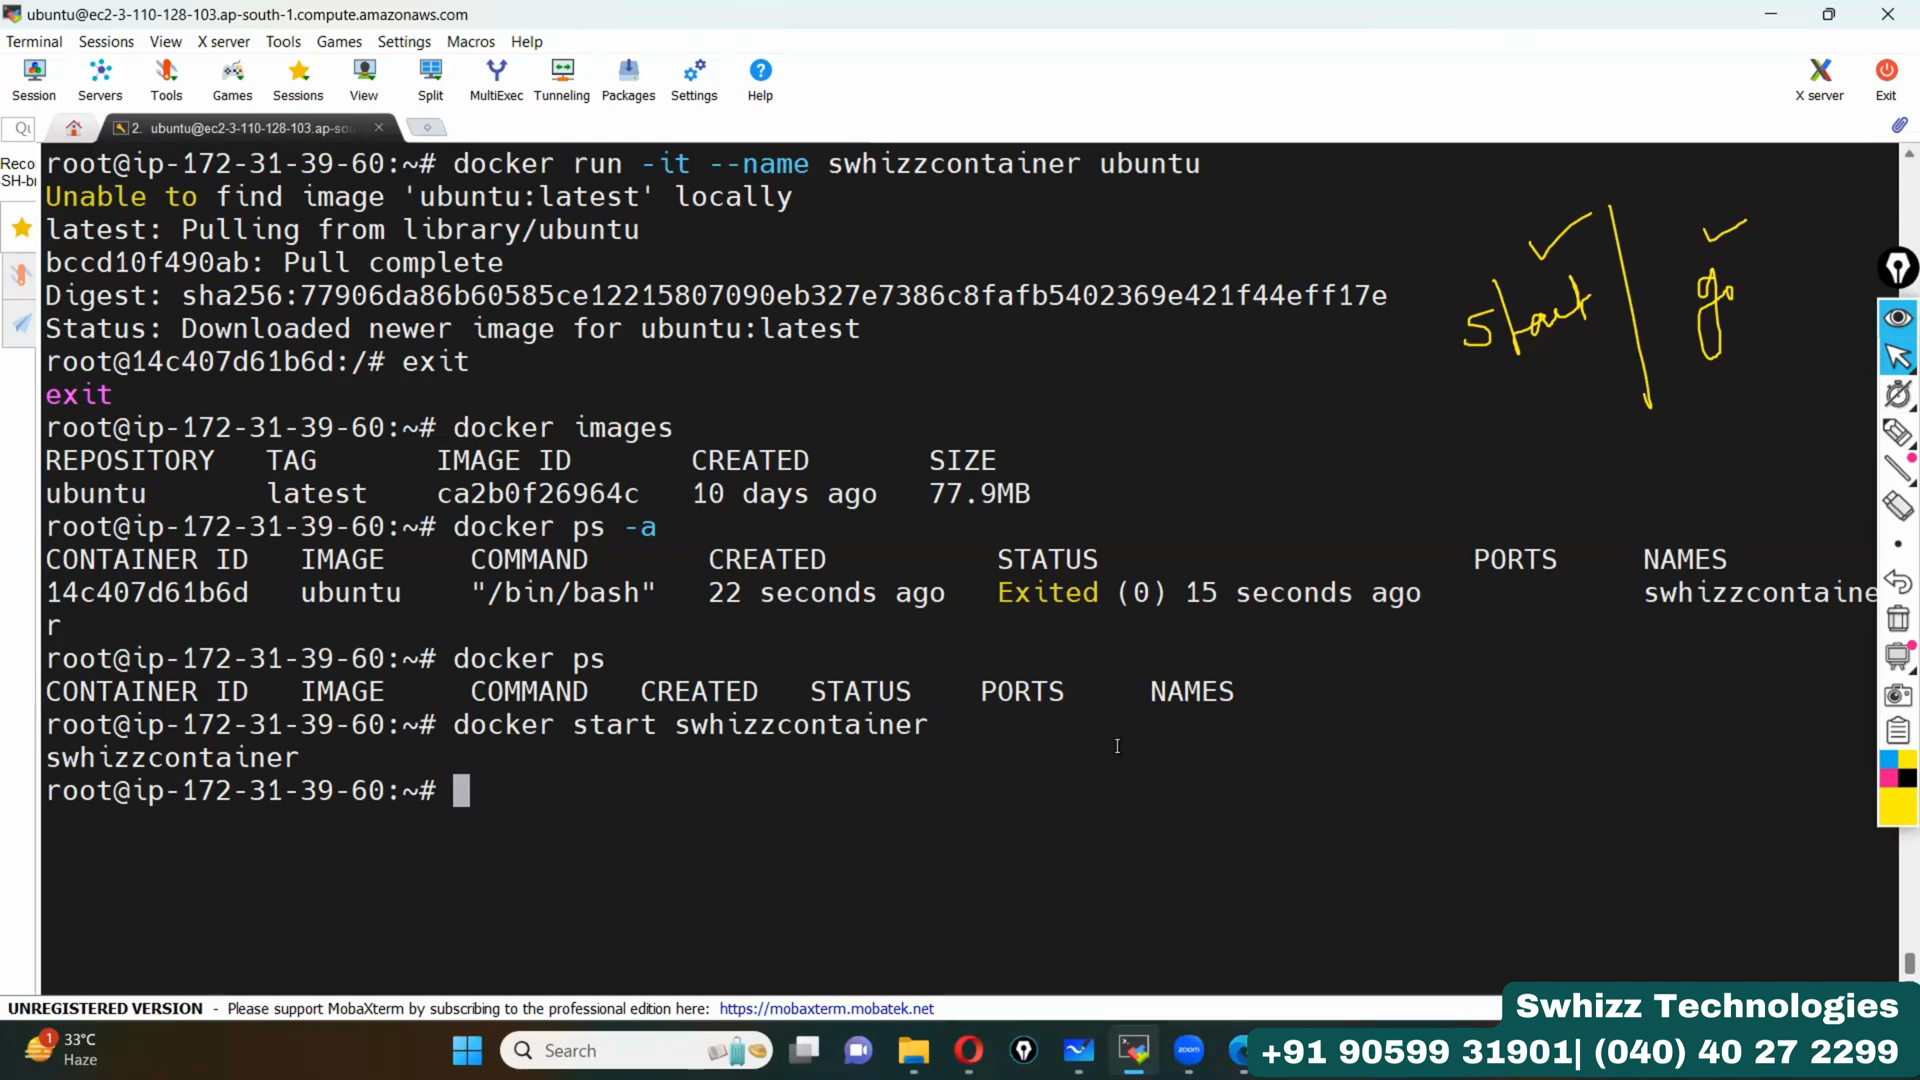 ubuntu@ec2-3-110-128-103.ap-south-1.compute.amazonaws.com
Terminal Sessions View X server Tools Games Settings Macros Help
Session Servers Tools Games Sessions View Split MultiExec Tunneling Packages Settings Help X server Exit
2. ubuntu@ec2-3-110-128-103.ap-sou
Reco
SH-br
root@ip-172-31-39-60:~# docker run -it --name swhizzcontainer ubuntu
Unable to find image 'ubuntu:latest' locally
latest: Pulling from library/ubuntu
bccd10f490ab: Pull complete
Digest: sha256:77906da86b60585ce12215807090eb327e7386c8fafb5402369e421f44eff17e
Status: Downloaded newer image for ubuntu:latest
root@14c407d61b6d:/# exit
exit
start go
root@ip-172-31-39-60:~# docker images
REPOSITORY TAG IMAGE ID CREATED SIZE
ubuntu latest ca2b0f26964c 10 days ago 77.9MB
root@ip-172-31-39-60:~# docker ps -a
CONTAINER ID IMAGE COMMAND CREATED STATUS PORTS NAMES
14c407d61b6d ubuntu "/bin/bash" 22 seconds ago Exited (0) 15 seconds ago swhizzcontaine
r
root@ip-172-31-39-60:~# docker ps
CONTAINER ID IMAGE COMMAND CREATED STATUS PORTS NAMES
root@ip-172-31-39-60:~# docker start swhizzcontainer
swhizzcontainer
root@ip-172-31-39-60:~#
UNREGISTERED VERSION - Please support MobaXterm by subscribing to the professional edition here: https://mobaxterm.mobatek.net
Swhizz Technologies
+91 90599 31901| (040) 40 27 2299
1 33°C
Haze
Search
zoom